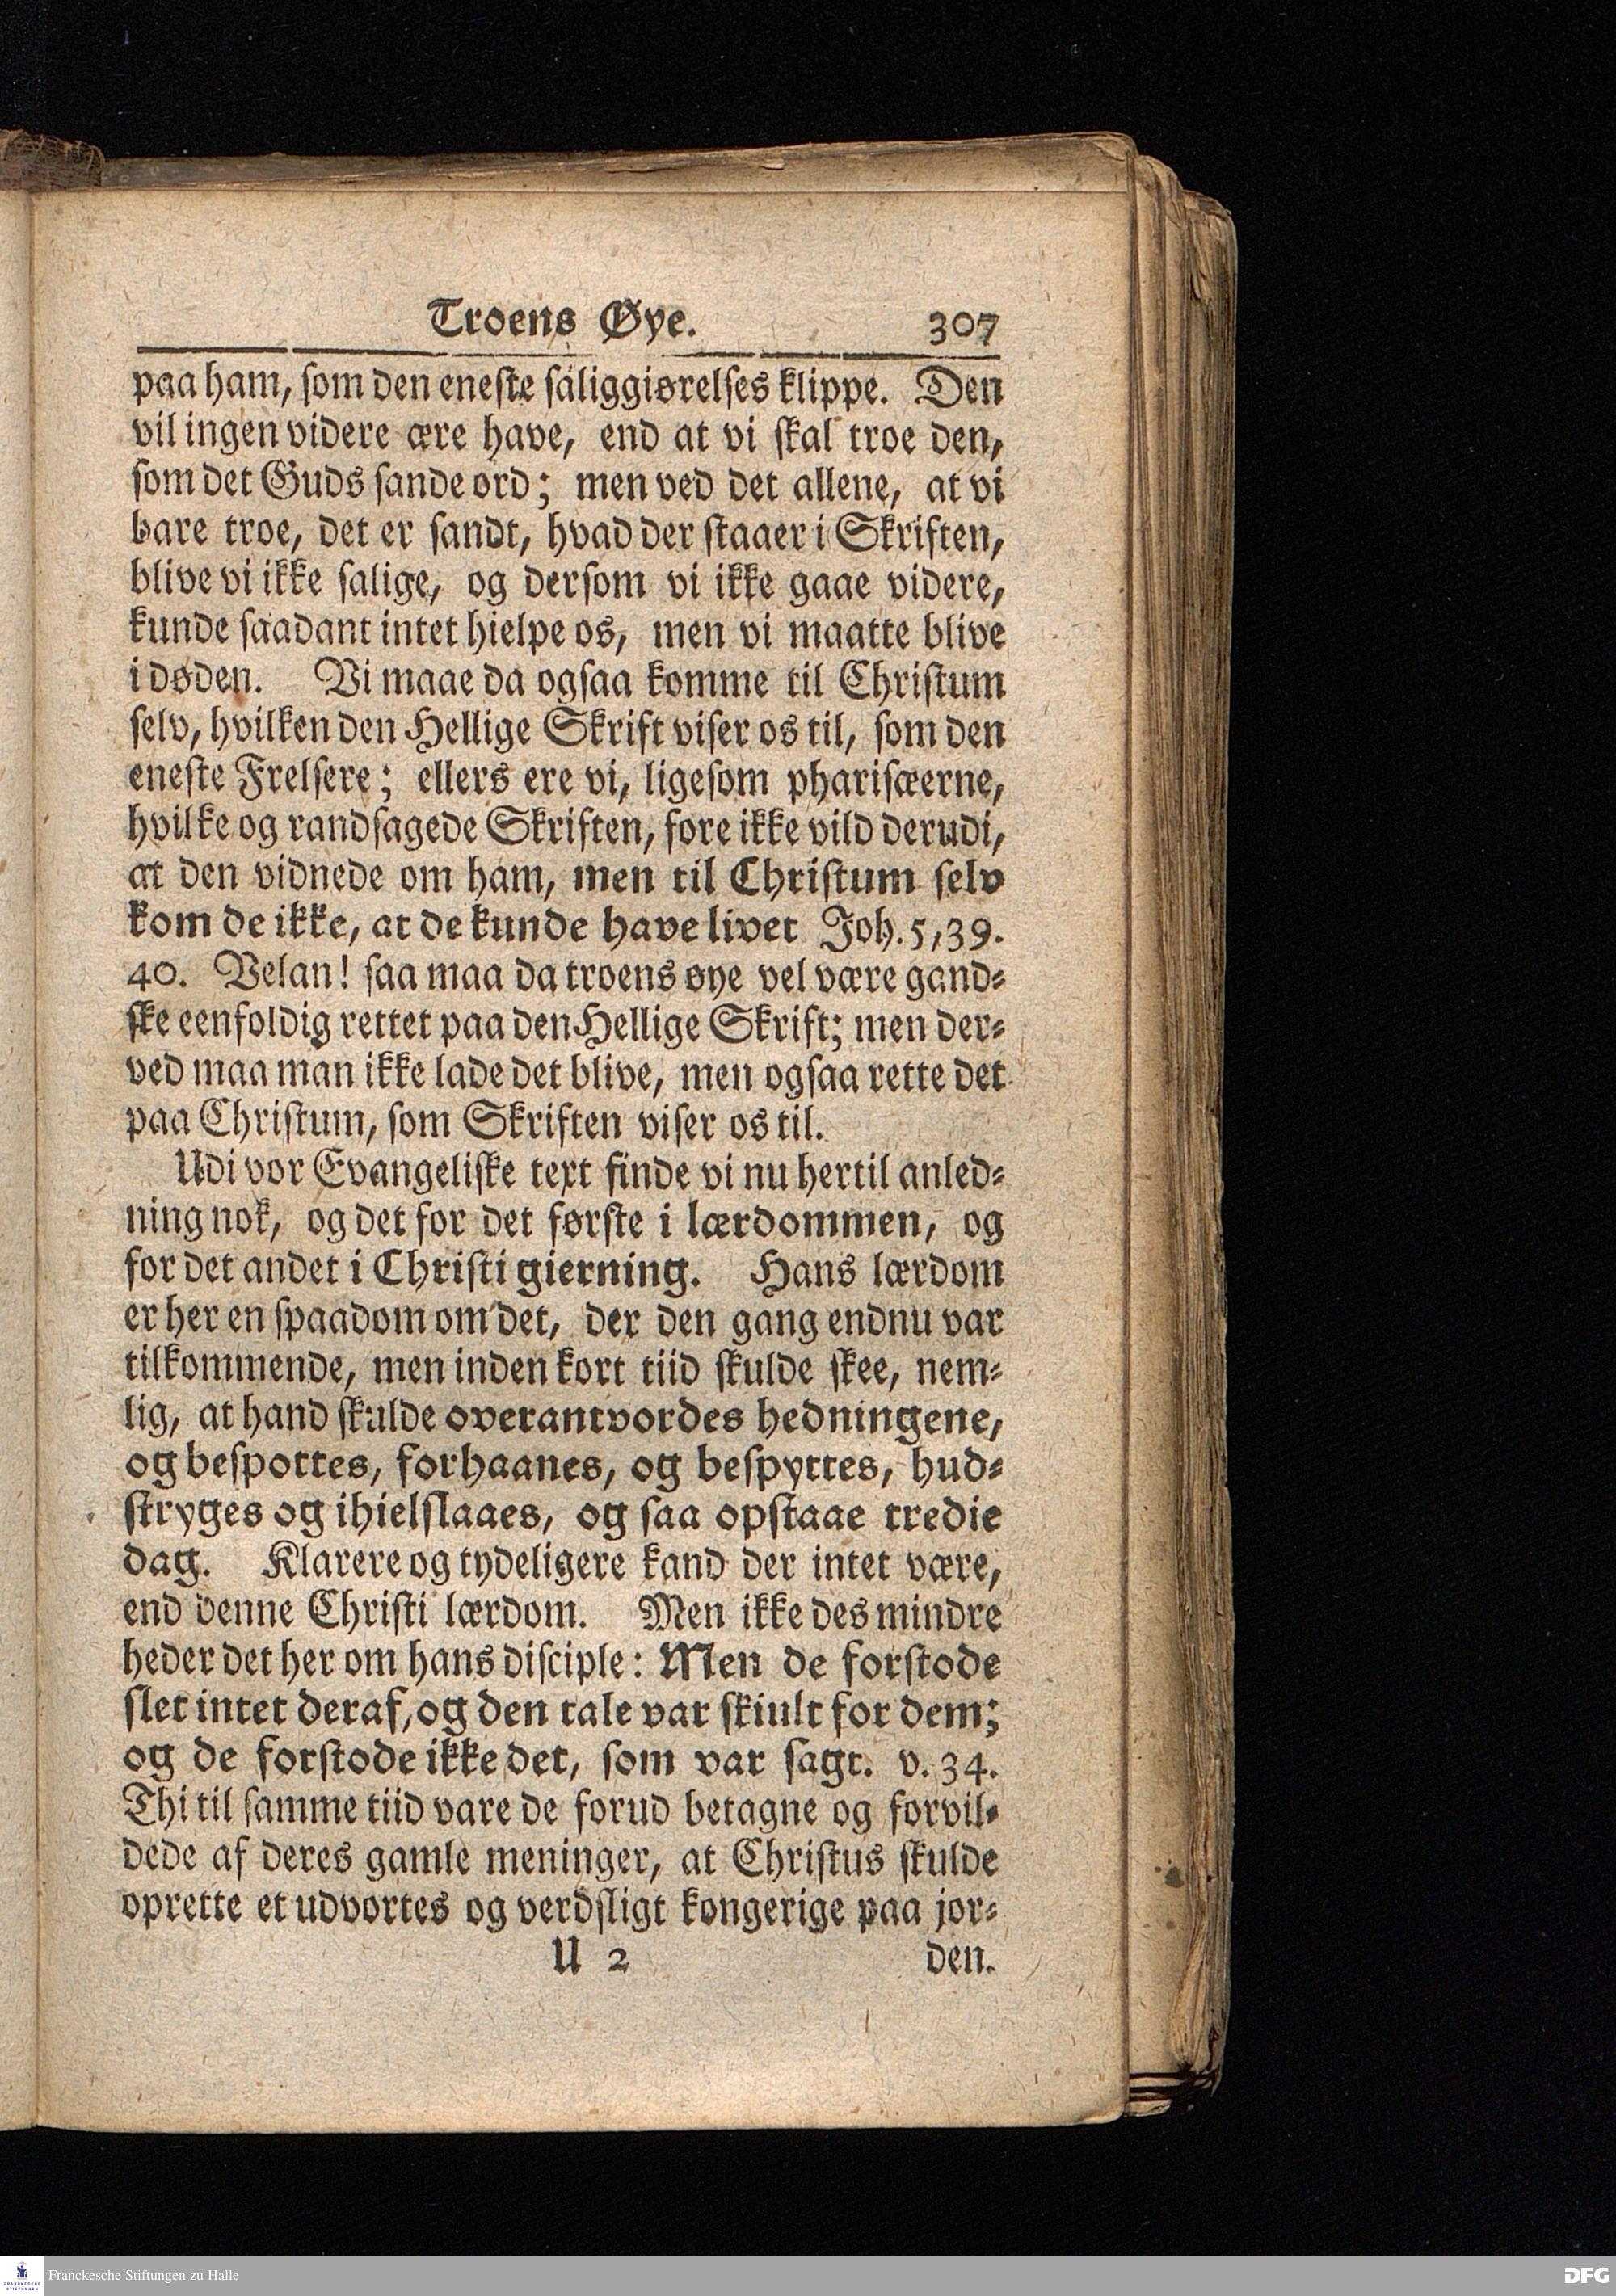 Troens Øye. 307
paa ham, som den eneste saliggiørelses klippe. Den
vil ingen videre ære have, end at vi skal troe den,
som det Guds sande ord; men ved det allene, at vi
bare troe, det er sandt, hvad der staaer i Skriften,
blive vi ikke salige, og dersom vi ikke gaae videre,
kunde saadant intet hielpe os, men vi maatte blive
i døden. Vi maae da ogsaa komme til Christum
selv, hvilken den Hellige Skrift viser os til, som den
eneste Frelsere; ellers ere vi, ligesom pharisæerne,
hvilke og randsagede Skriften, fore ikke vild derudi,
at den vidnede om ham, men til Christum selv
kom de ikke, at de kunde have livet Joh. 5,39.
40. Velan! saa maa da troens øye vel være gand-
ske eenfoldig rettet paa den Hellige Skrift; men der-
ved maa man ikke lade det blive, men ogsaa rette det
paa Christum, som Skriften viser os til.
Udi vor Evangeliske text finde vi nu hertil anled-
ning nok, og det for det første i lærdommen, og
for det andet i Christi gierning. Hans lærdom
er her en spaadom om det, der den gang endnu var
tilkommende, men inden kort tiid skulde skee, nem-
lig, at hand skulde overantvordes hedningene,
og bespottes, forhaanes, og bespyttes, hud-
stryges og ihielslaaes, og saa opstaae tredie
dag. Klarere og tydeligere kand der intet være,
end denne Christi lærdom. Men ikke des mindre
heder det her om hans disciple: Men de forstode
slet intet deraf, og den tale var skiult for dem;
og de forstode ikke det, som var sagt. v. 34.
Thi til samme tiid vare de forud betagne og forvil-
dede af deres gamle meninger, at Christus skulde
oprette et udvortes og verdsligt kongerige paa jor-
U 2 den.
Franckesche Stiftungen zu Halle
DFG